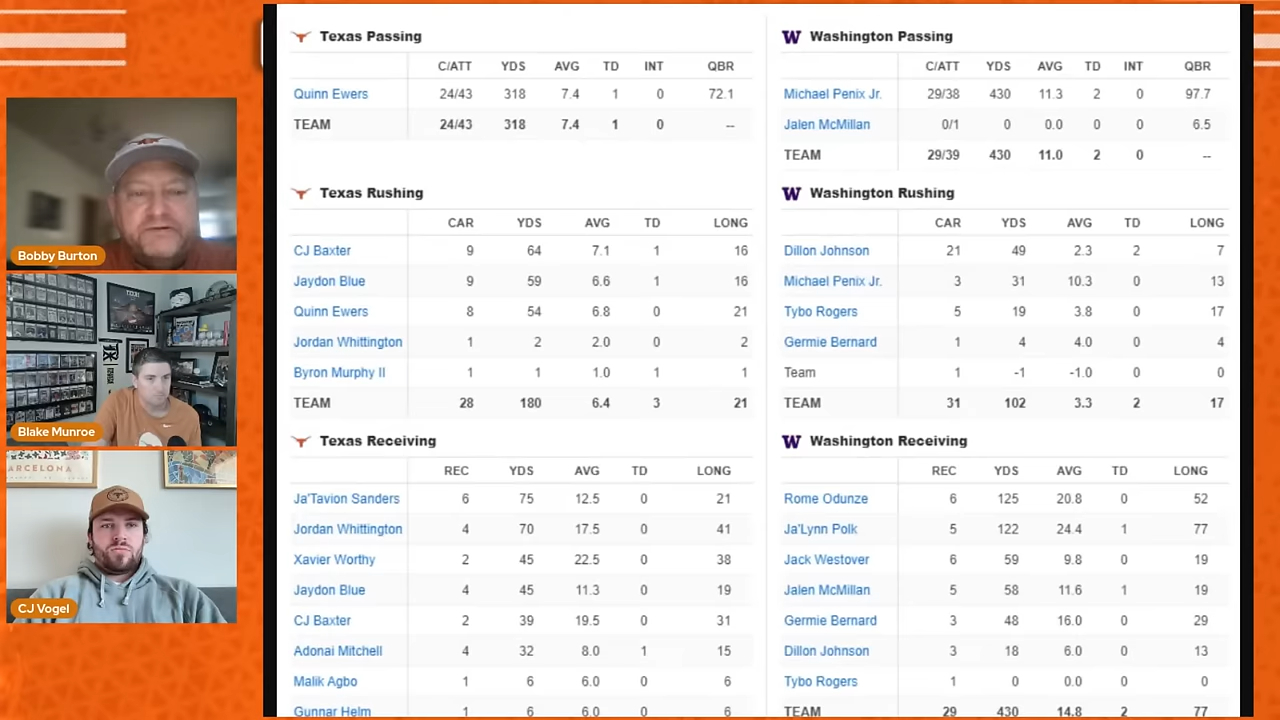 Texas Passing
C/ATT YDS AVG TD INT QBR
Quinn Ewers 24/43 318 7.4 1 0 72.1
TEAM 24/43 318 7.4 1 0 --
Washington Passing
C/ATT YDS AVG TD INT QBR
Michael Penix Jr. 29/38 430 11.3 2 0 97.7
Jalen McMillan 0/1 0 0.0 0 0 6.5
TEAM 29/39 430 11.0 2 0 --
Texas Rushing
CAR YDS AVG TD LONG
CJ Baxter 9 64 7.1 1 16
Jaydon Blue 9 59 6.6 1 16
Quinn Ewers 8 54 6.8 0 21
Jordan Whittington 1 2 2.0 0 2
Byron Murphy II 1 1 1.0 1 1
TEAM 28 180 6.4 3 21
Washington Rushing
CAR YDS AVG TD LONG
Dillon Johnson 21 49 2.3 2 7
Michael Penix Jr. 3 31 10.3 0 13
Tybo Rogers 5 19 3.8 0 17
Germie Bernard 1 4 4.0 0 4
Team 1 -1 -1.0 0 0
TEAM 31 102 3.3 2 17
Texas Receiving
REC YDS AVG TD LONG
Ja'Tavion Sanders 6 75 12.5 0 21
Jordan Whittington 4 70 17.5 0 41
Xavier Worthy 2 45 22.5 0 38
Jaydon Blue 4 45 11.3 0 19
CJ Baxter 2 39 19.5 0 31
Adonai Mitchell 4 32 8.0 1 15
Malik Agbo 1 6 6.0 0 6
Gunnar Helm 1 6 6.0 0 6
Washington Receiving
REC YDS AVG TD LONG
Rome Odunze 6 125 20.8 0 52
Ja'Lynn Polk 5 122 24.4 1 77
Jack Westover 6 59 9.8 0 19
Jalen McMillan 5 58 11.6 1 19
Germie Bernard 3 48 16.0 0 29
Dillon Johnson 3 18 6.0 0 13
Tybo Rogers 1 0 0.0 0 0
TEAM 29 430 14.8 2 77
Bobby Burton
Blake Munroe
ARCELONA
CJ Vogel